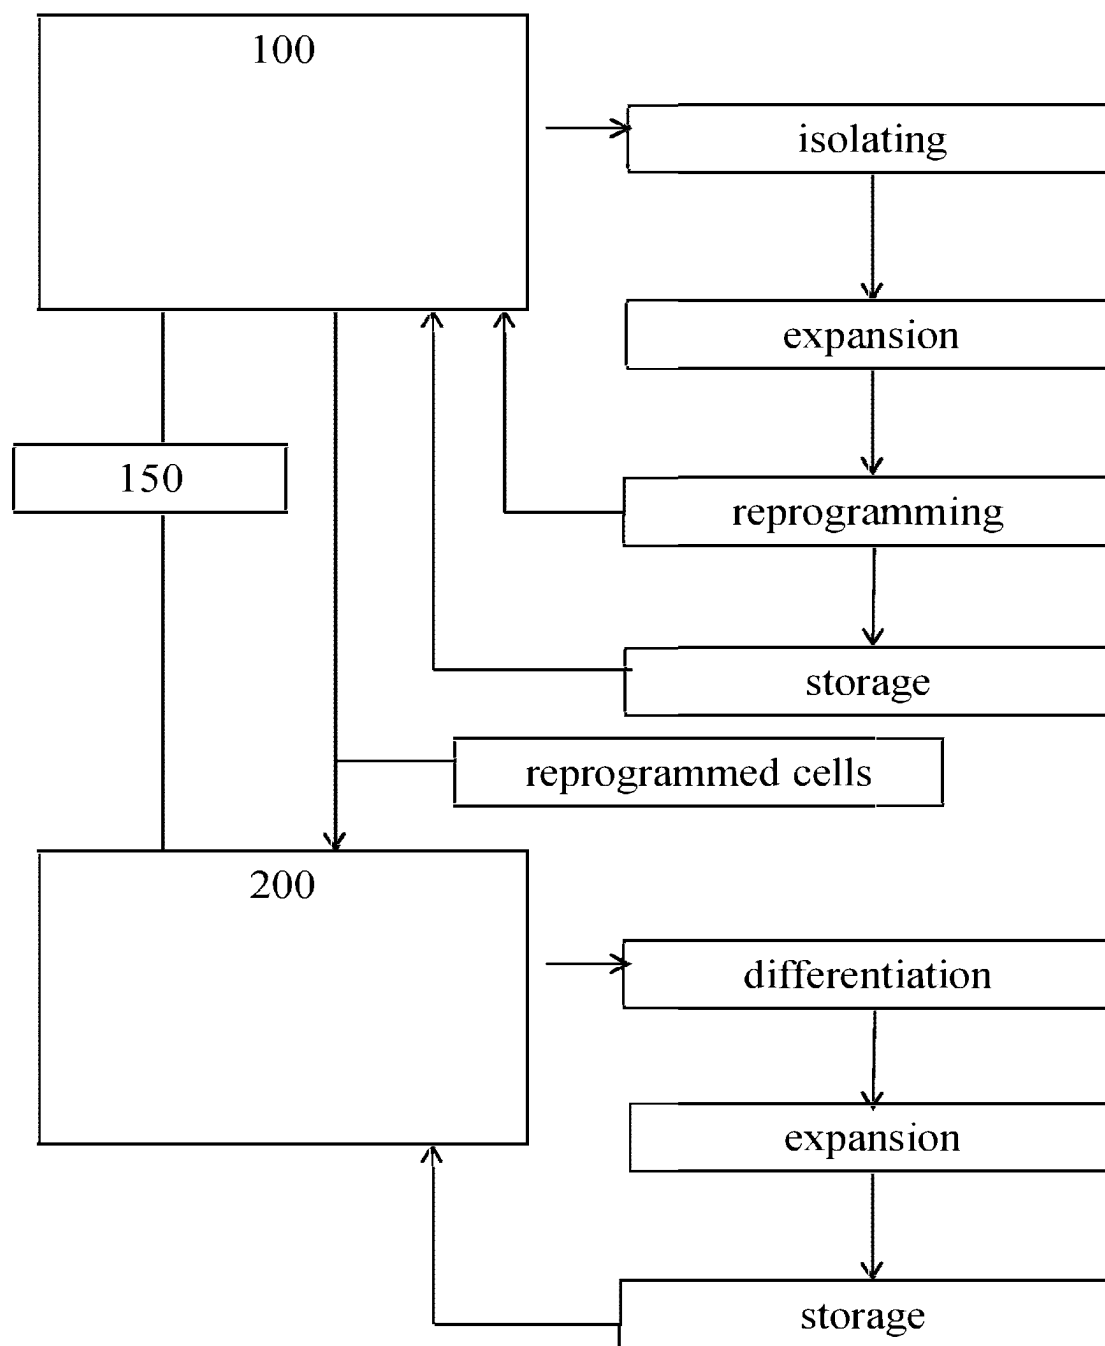 100
isolating
expansion
150
reprogramming
storage
reprogrammed cells
200
differentiation
expansion
storage